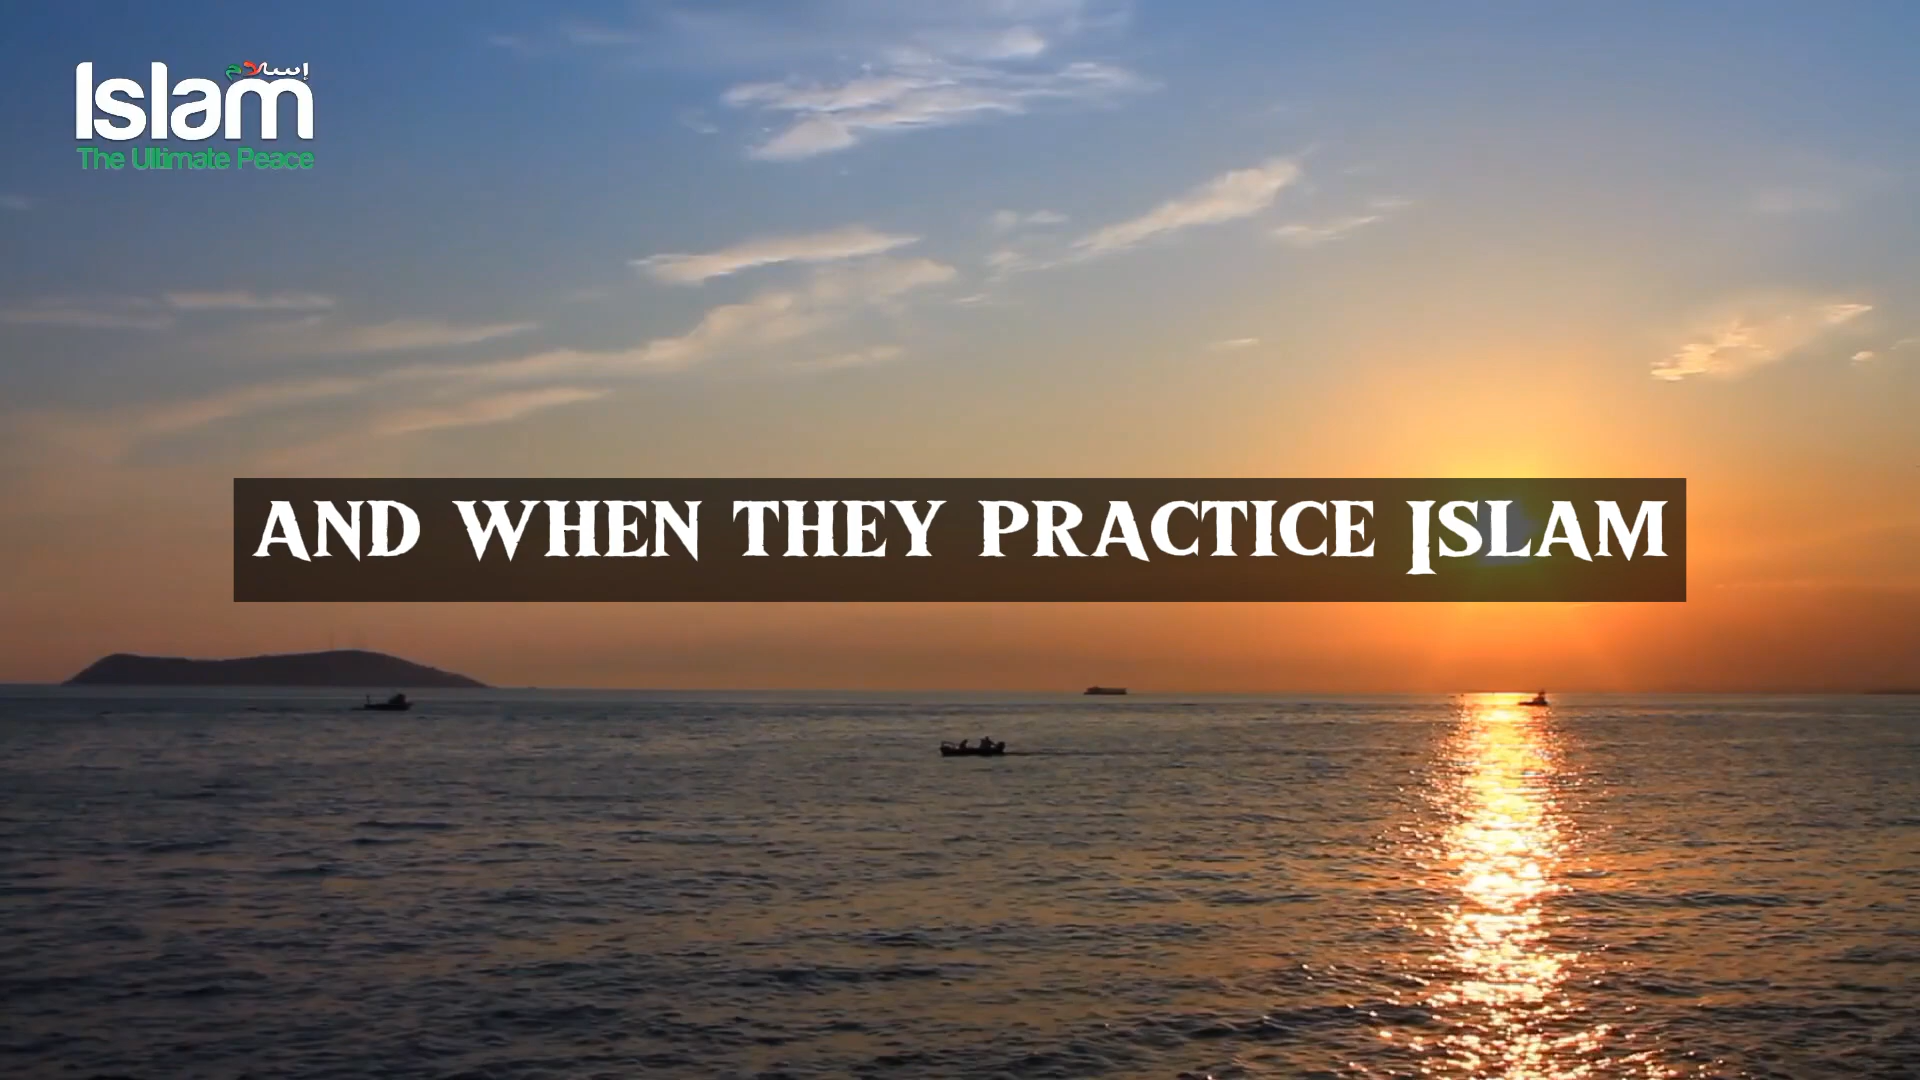 إسلام
Islam
The Ultimate Peace
AND WHEN THEY PRACTICE ISLAM